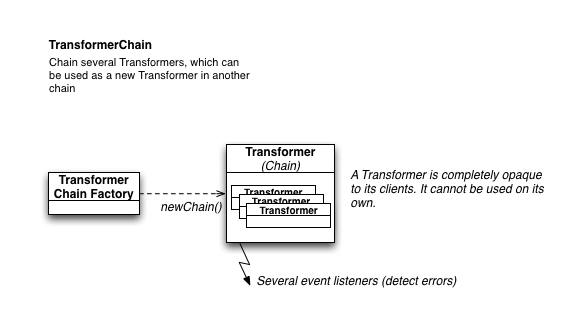 TransformerChain
Chain several Transformers, which can
be used as a new Transformer in another
chain
Transformer
(Chain)
Transformer
Chain Factory
Transformer
Transformer
Transformer
newChain()
A Transformer is completely opaque
to its clients. It cannot be used on its
own.
Several event listeners (detect errors)